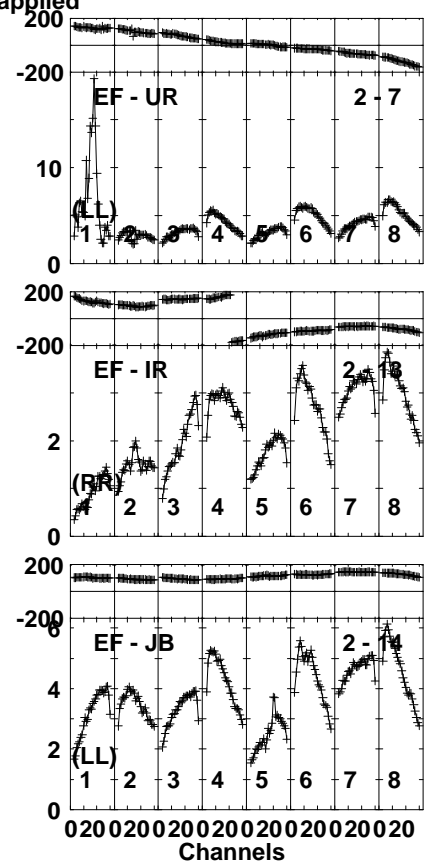 applied
200
-200
EF - UR 2 - 7
10
(LL)
1 2 3 4 5 6 7 8
0
200
-200
EF - IR 2 - 13
2
(RR)
1 2 3 4 5 6 7 8
0
200
-200
6
EF - JB 2 - 14
4
2
(LL)
1 2 3 4 5 6 7 8
0
020020020020020020020020
Channels